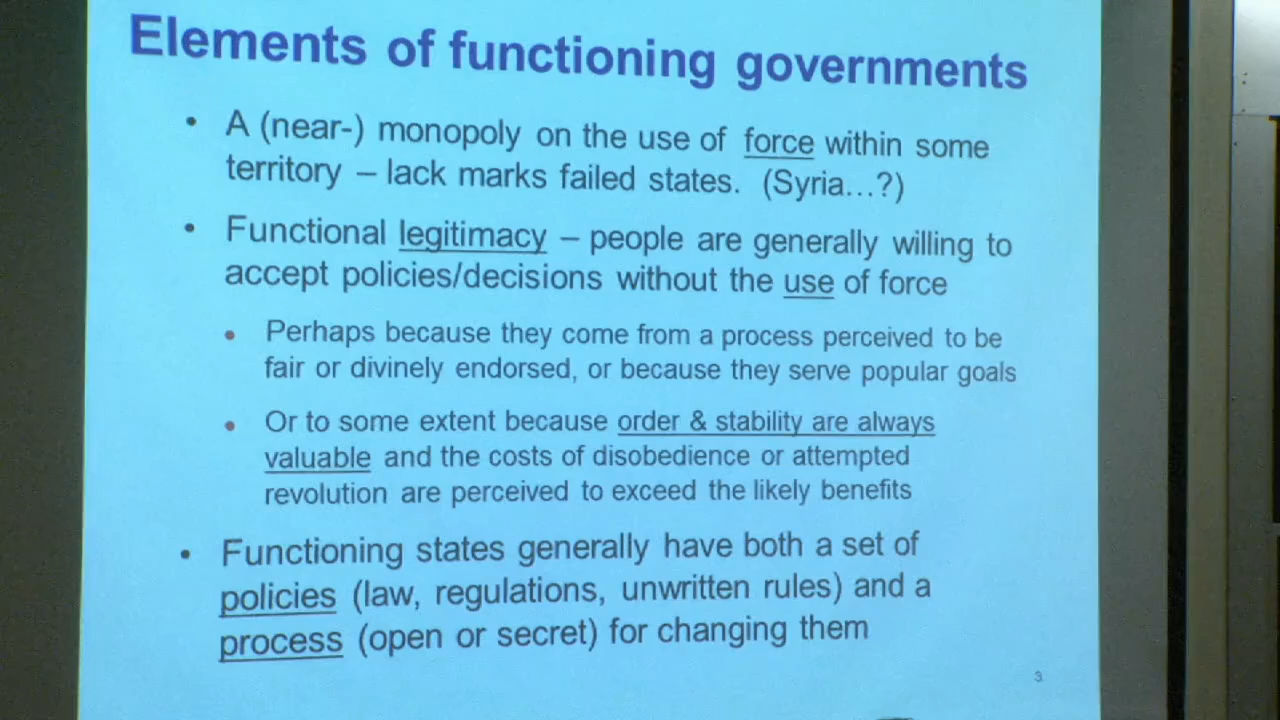 Elements of functioning governments
• A (near-) monopoly on the use of force within some
territory – lack marks failed states. (Syria…?)
• Functional legitimacy – people are generally willing to
accept policies/decisions without the use of force
• Perhaps because they come from a process perceived to be
fair or divinely endorsed, or because they serve popular goals
• Or to some extent because order & stability are always
valuable and the costs of disobedience or attempted
revolution are perceived to exceed the likely benefits
• Functioning states generally have both a set of
policies (law, regulations, unwritten rules) and a
process (open or secret) for changing them
3